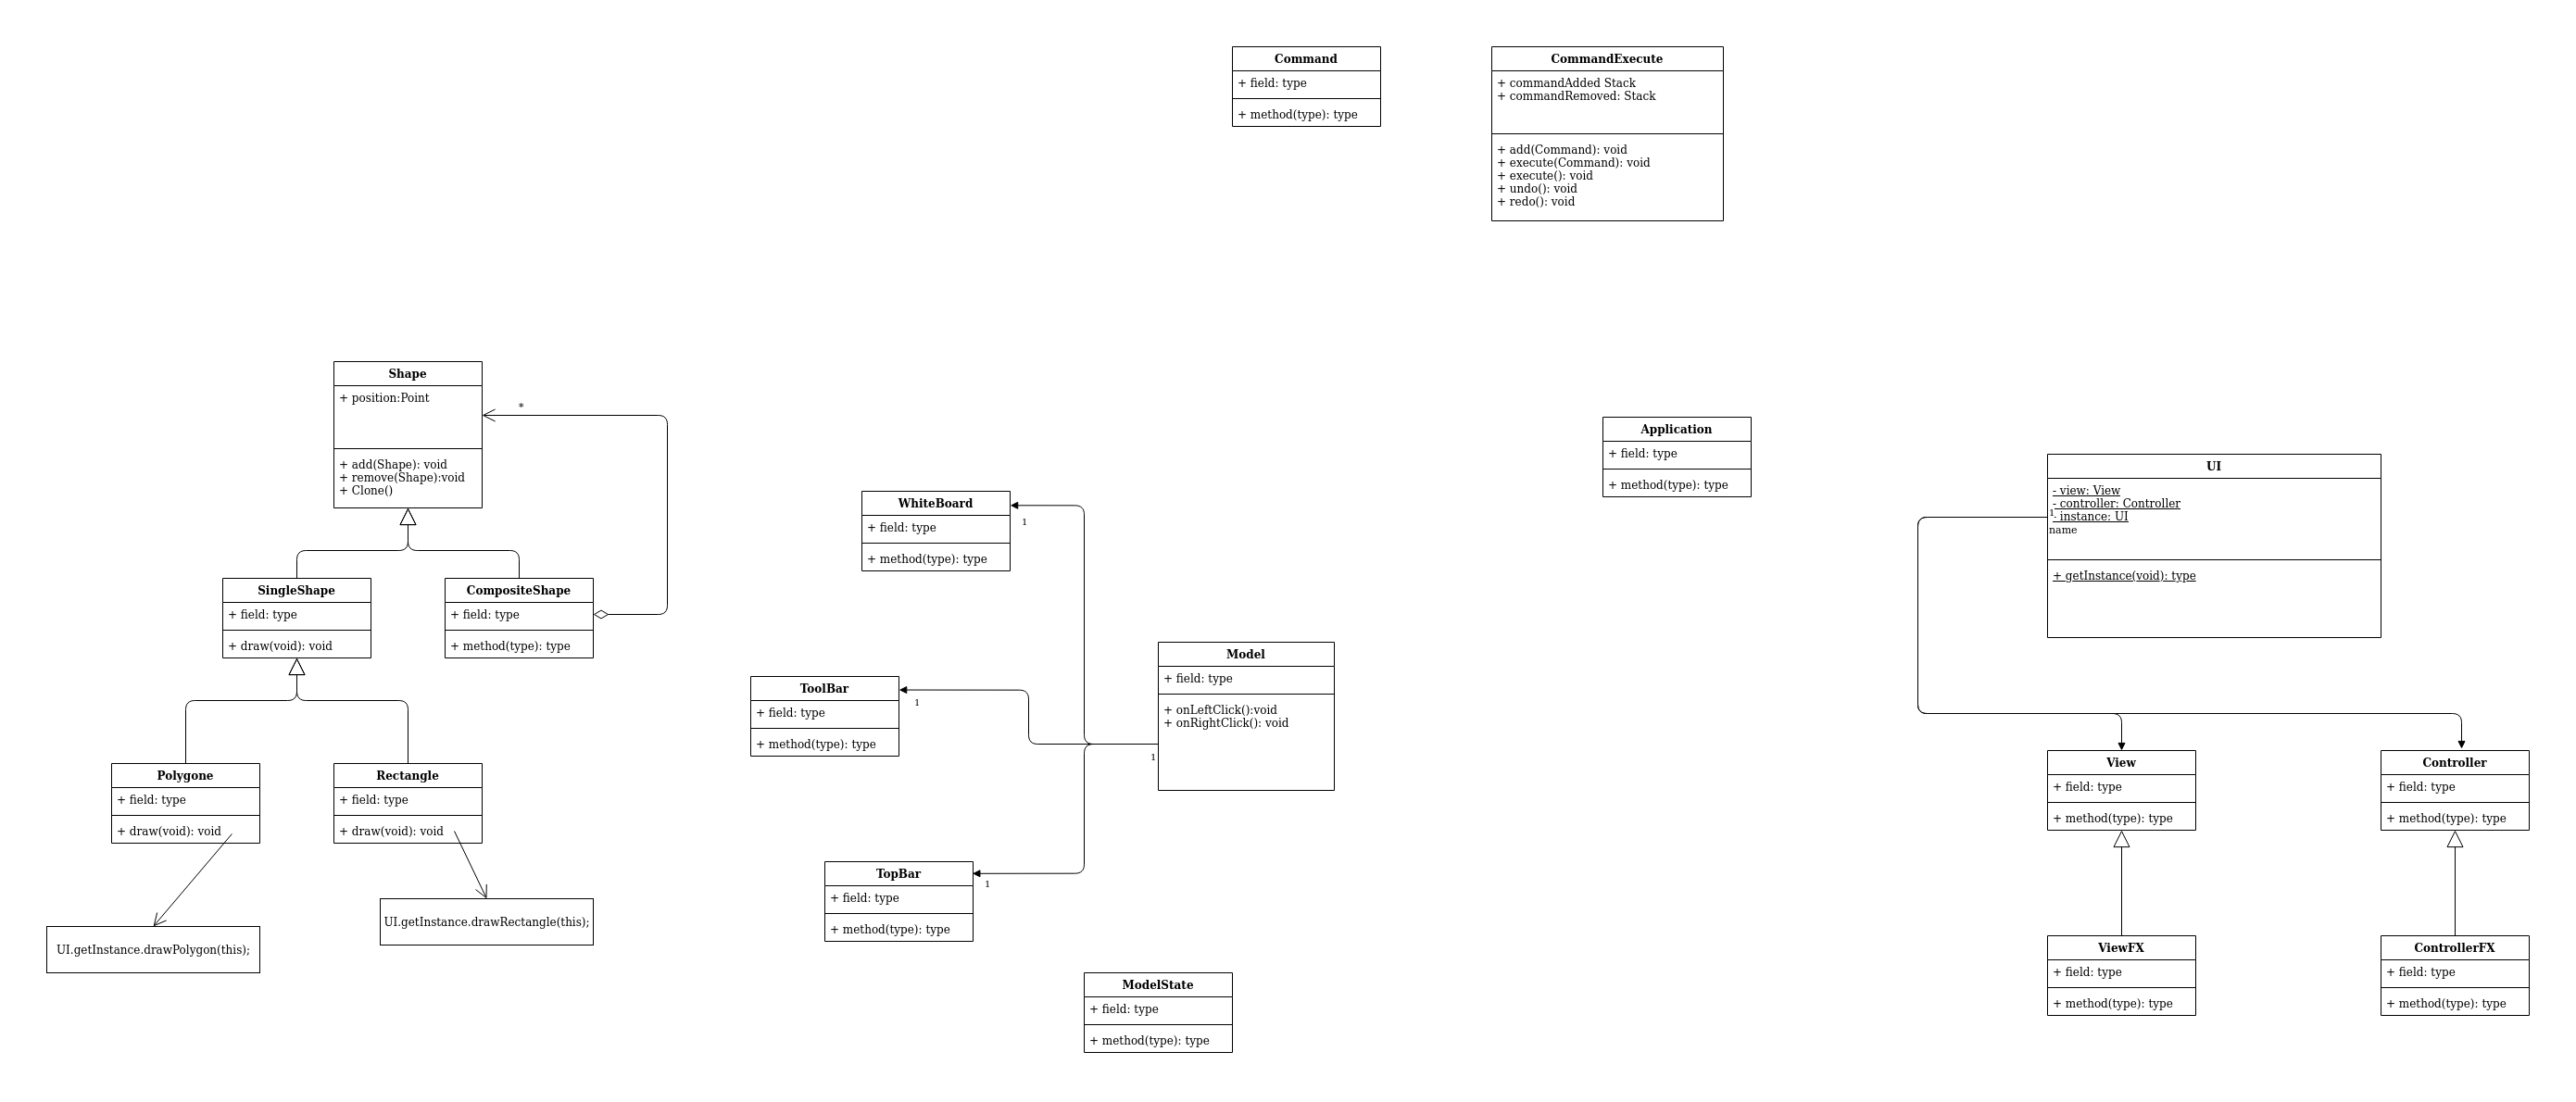 Command
+ field: type
+ method(type): type
CommandExecute
+ commandAdded Stack
+ commandRemoved: Stack
+ add(Command): void
+ execute(Command): void
+ execute(): void
+ undo(): void
+ redo(): void
Shape
+ position:Point
+ add(Shape): void
+ remove(Shape):void
+ Clone()
*
Application
+ field: type
+ method(type): type
UI
- view: View
- controller: Controller
- instance: UI
1
name
+ getInstance(void): type
WhiteBoard
+ field: type
+ method(type): type
1
SingleShape
+ field: type
+ draw(void): void
CompositeShape
+ field: type
+ method(type): type
Model
+ field: type
+ onLeftClick():void
+ onRightClick(): void
1
ToolBar
+ field: type
+ method(type): type
1
Polygone
+ field: type
+ draw(void): void
Rectangle
+ field: type
+ draw(void): void
View
+ field: type
+ method(type): type
Controller
+ field: type
+ method(type): type
TopBar
+ field: type
+ method(type): type
1
UI.getInstance.drawRectangle(this);
UI.getInstance.drawPolygon(this);
ViewFX
+ field: type
+ method(type): type
ControllerFX
+ field: type
+ method(type): type
ModelState
+ field: type
+ method(type): type